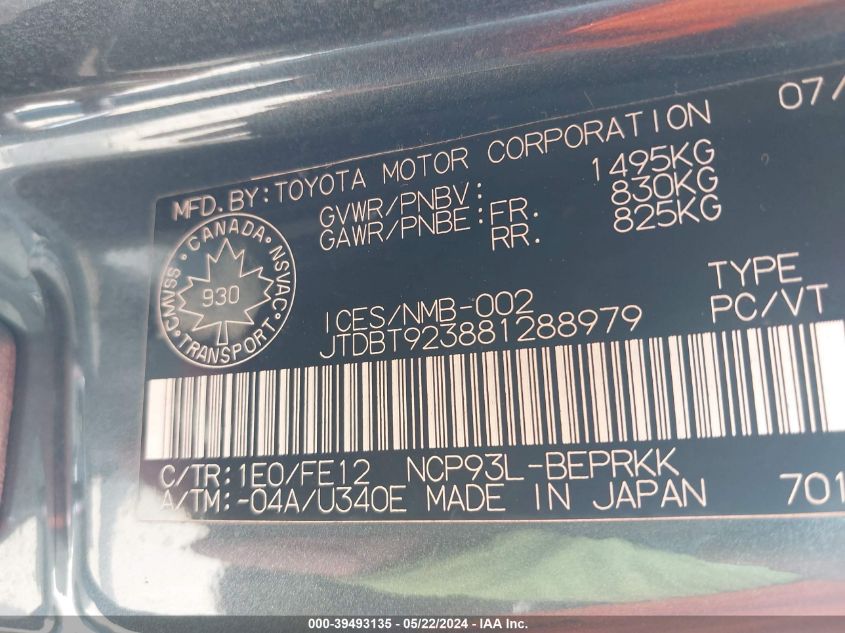 07/
MFD. BY: TOYOTA MOTOR CORPORATION
GVWR/PNBV: 1495KG
GAWR/PNBE: FR. 830KG
RR. 825KG
CANADA
CMVSS NSVAC
930
TRANSPORT
ICES/NMB-002 TYPE
JTDBT923881288979 PC/VT
C/TR: 1E0/FE12 NCP93L-BEPRKK
A/TM: -04A/U340E MADE IN JAPAN 701
000-39493135 - 05/22/2024 - IAA Inc.